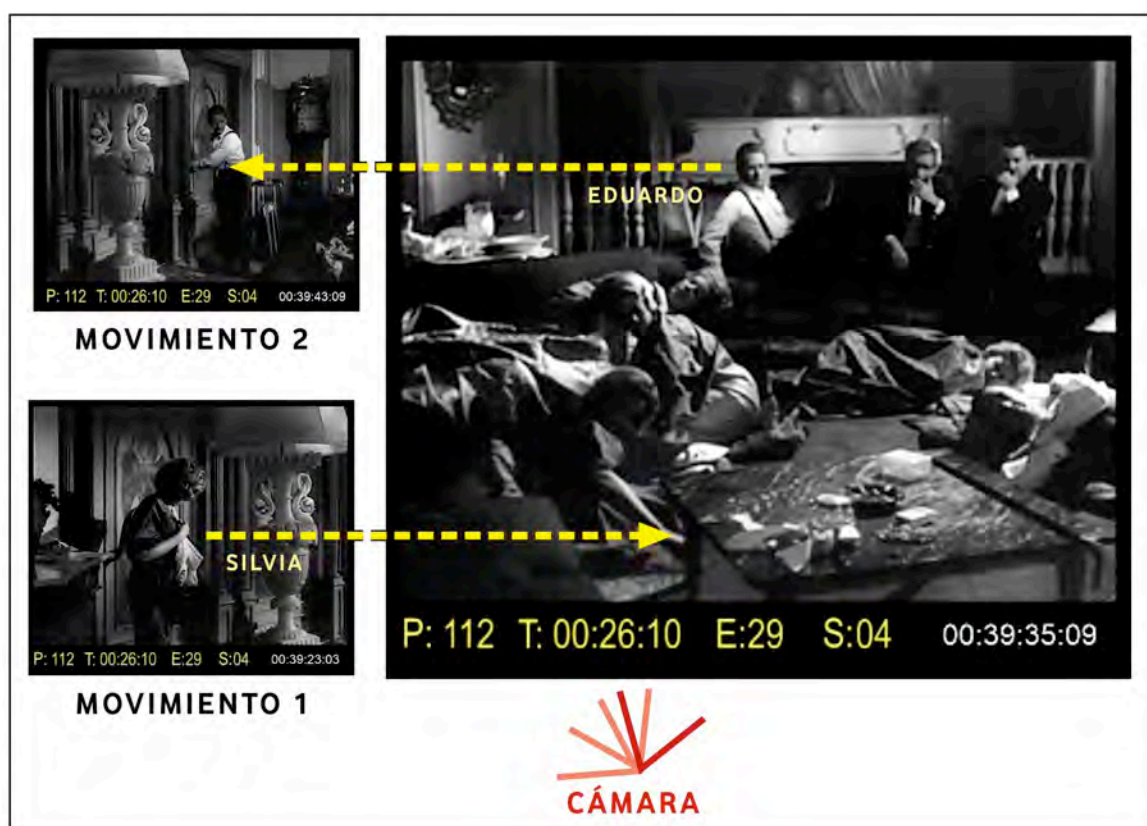 P: 112 T: 00:26:10 E:29 S:04 00:39:43:09
MOVIMIENTO 2
SILVIA
P: 112 T: 00:26:10 E:29 S:04 00:39:23:03
MOVIMIENTO 1
EDUARDO
P: 112 T: 00:26:10 E:29 S:04 00:39:35:09
CÁMARA